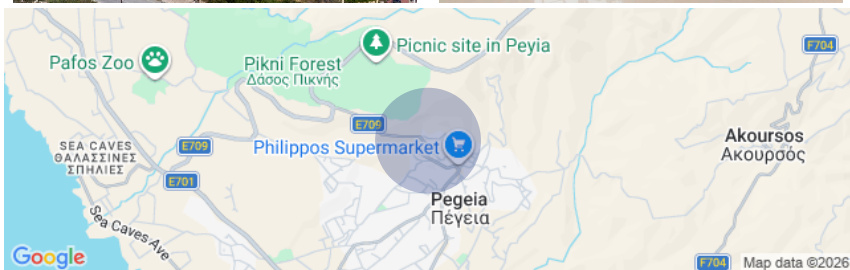 Picnic site in Peyia
F704
Pafos Zoo
Pikni Forest
Δάσος Πικνής
E709
Philippos Supermarket
E709
SEA CAVES
ΘΑΛΑΣΣΙΝΕΣ
ΣΠΗΛΙΕΣ
Akoursos
Ακουρσός
E701
Pegeia
Πέγεια
Sea Caves Ave
Google
F704
Map data ©2026